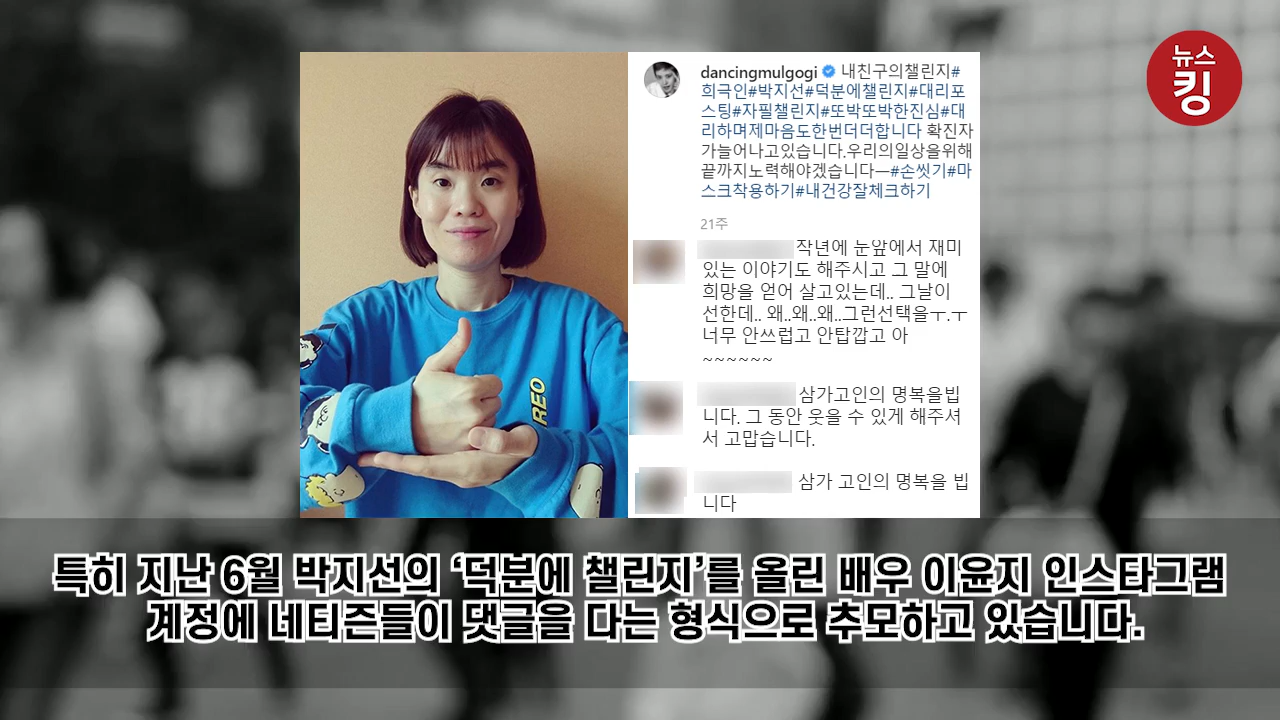 뉴스
킹
dancingmulgogi 내친구의챌린지#
희극인#박지선#덕분에챌린지#대리포
스팅#자필챌린지#또박또박한진심#대
리하며제마음도한번더더합니다 확진자
가늘어나고있습니다.우리의일상을위해
끝까지노력해야겠습니다ㅡ#손씻기#마
스크착용하기#내건강잘체크하기
21주
작년에 눈앞에서 재미
있는 이야기도 해주시고 그 말에
희망을 얻어 살고있는데.. 그날이
선한데.. 왜..왜..왜..그런선택을ㅜ.ㅜ
너무 안쓰럽고 안탑깝고 아
~~~~~~
삼가고인의 명복을빕
니다. 그 동안 웃을 수 있게 해주셔
서 고맙습니다.
삼가 고인의 명복을 빕
니다
REO
특히 지난 6월 박지선의 ‘덕분에 챌린지’를 올린 배우 이윤지 인스타그램
계정에 네티즌들이 댓글을 다는 형식으로 추모하고 있습니다.